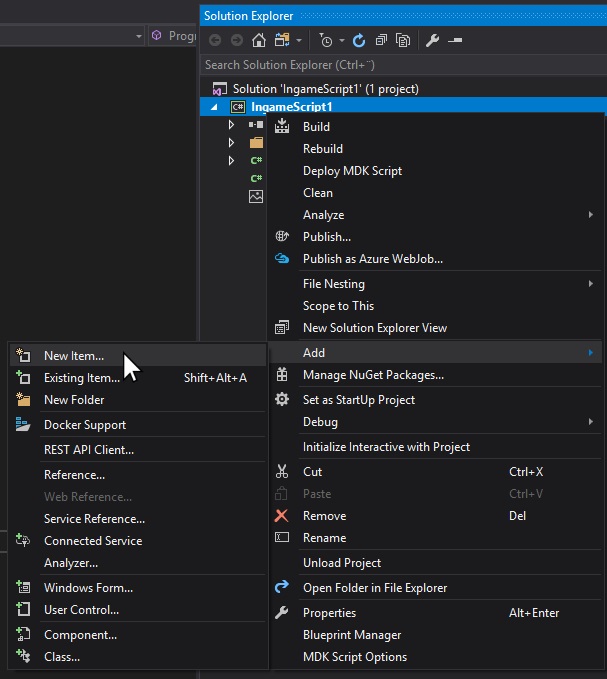 Solution Explorer
Progr
Search Solution Explorer (Ctrl+¨)
Solution 'IngameScript1' (1 project)
C# IngameScript1
C#
C#
Build
Rebuild
Deploy MDK Script
Clean
Analyze
Publish...
Publish as Azure WebJob...
File Nesting
Scope to This
New Solution Explorer View
Add
Manage NuGet Packages...
Set as StartUp Project
Debug
Initialize Interactive with Project
Cut Ctrl+X
Paste Ctrl+V
Remove Del
Rename
Unload Project
Open Folder in File Explorer
Properties Alt+Enter
Blueprint Manager
MDK Script Options
New Item...
Existing Item... Shift+Alt+A
New Folder
Docker Support
REST API Client...
Reference...
Web Reference...
Service Reference...
Connected Service
Analyzer...
Windows Form...
User Control...
Component...
Class...